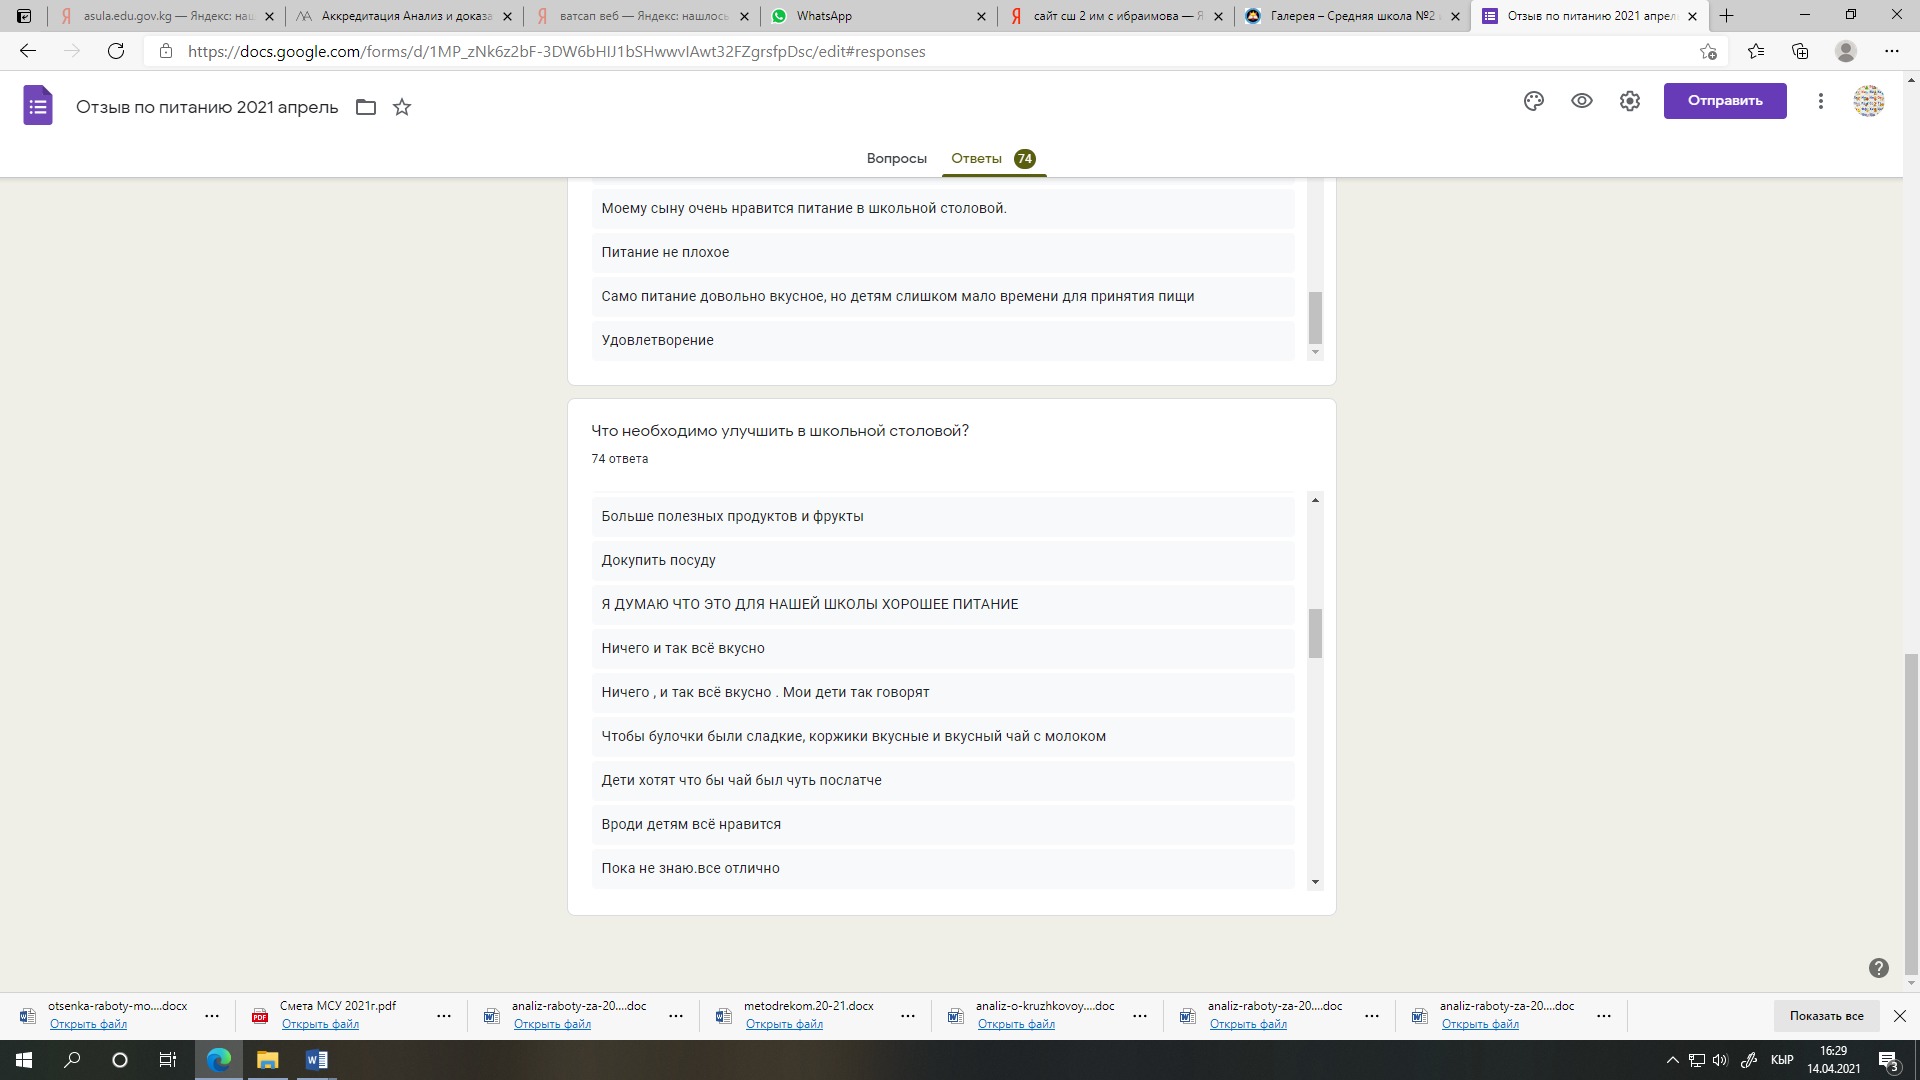 asula.edu.gov.kg — Яндекс: наш
Аккредитация Анализ и доказа
ватсап веб — Яндекс: нашлось
WhatsApp
сайт сш 2 им с ибраимова — Я
Галерея – Средняя школа №2
Отзыв по питанию 2021 апрел
https://docs.google.com/forms/d/1MP_zNk6z2bF-3DW6bHIJ1bSHwwvIAwt32FZgrsfpDsc/edit#responses
Отзыв по питанию 2021 апрель
Отправить
Вопросы
Ответы 74
Моему сыну очень нравится питание в школьной столовой.
Питание не плохое
Само питание довольно вкусное, но детям слишком мало времени для принятия пищи
Удовлетворение
Что необходимо улучшить в школьной столовой?
74 ответа
Больше полезных продуктов и фрукты
Докупить посуду
Я ДУМАЮ ЧТО ЭТО ДЛЯ НАШЕЙ ШКОЛЫ ХОРОШЕЕ ПИТАНИЕ
Ничего и так всё вкусно
Ничего , и так всё вкусно . Мои дети так говорят
Чтобы булочки были сладкие, коржики вкусные и вкусный чай с молоком
Дети хотят что бы чай был чуть послатче
Вроди детям всё нравится
Пока не знаю.все отлично
otsenka-raboty-mo....docx
Открыть файл
Смета МСУ 2021г.pdf
Открыть файл
analiz-raboty-za-20....doc
Открыть файл
metodrekom.20-21.docx
Открыть файл
analiz-o-kruzhkovoy....doc
Открыть файл
analiz-raboty-za-20....doc
Открыть файл
analiz-raboty-za-20....doc
Открыть файл
Показать все
КЫР
16:29
14.04.2021
3